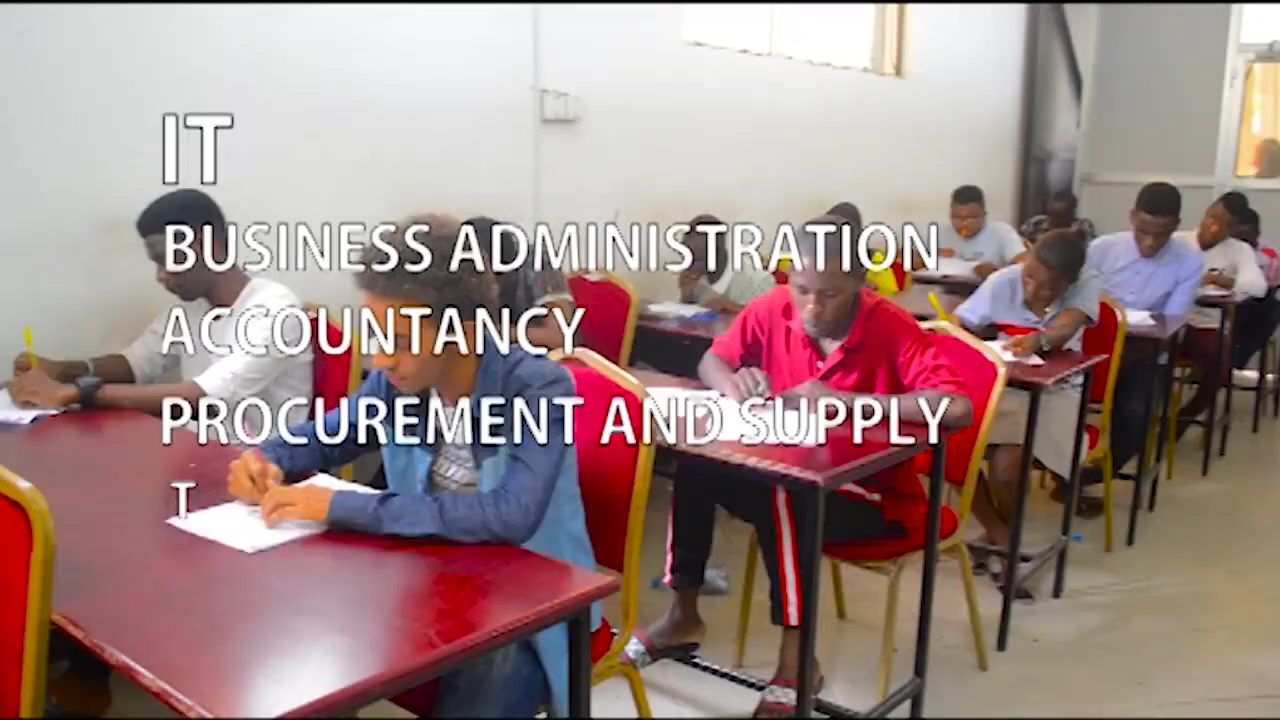 IT
BUSINESS ADMINISTRATION
ACCOUNTANCY
PROCUREMENT AND SUPPLY
T